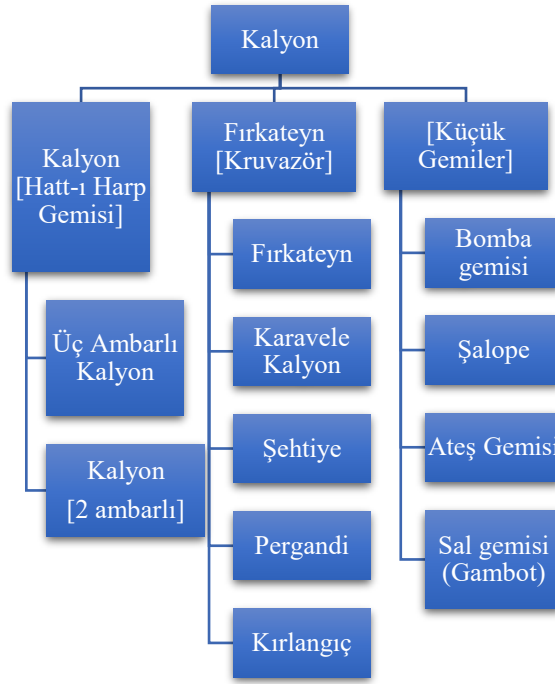 Kalyon
Kalyon
[Hatt-ı Harp
Gemisi]
Üç Ambarlı
Kalyon
Kalyon
[2 ambarlı]
Fırkateyn
[Kruvazör]
Fırkateyn
Karavele
Kalyon
Şehtiye
Pergandi
Kırlangıç
[Küçük
Gemiler]
Bomba
gemisi
Şalope
Ateş Gemisi
Sal gemisi
(Gambot)